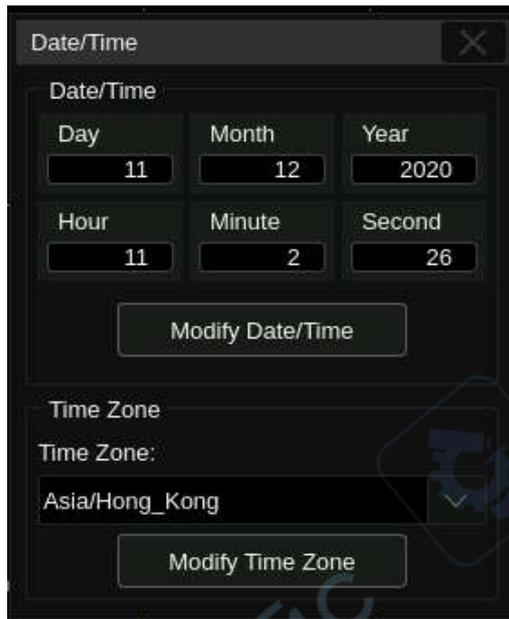 Date/Time
Date/Time
Day Month Year
11 12 2020
Hour Minute Second
11 2 26
Modify Date/Time
Time Zone
Time Zone:
Asia/Hong_Kong
Modify Time Zone